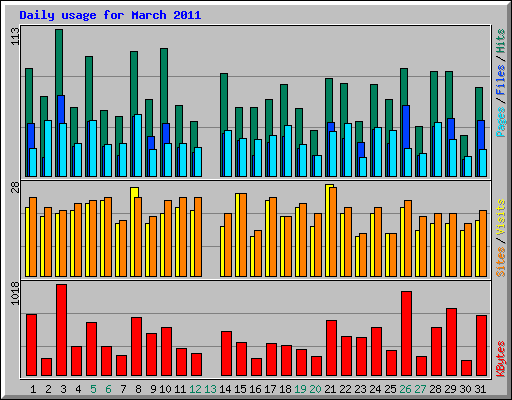 Daily usage for March 2011
113
Pages/Files/Hits
28
Sites/Visits
1018
KBytes
1 2 3 4 5 6 7 8 9 10 11 12 13 14 15 16 17 18 19 20 21 22 23 24 25 26 27 28 29 30 31